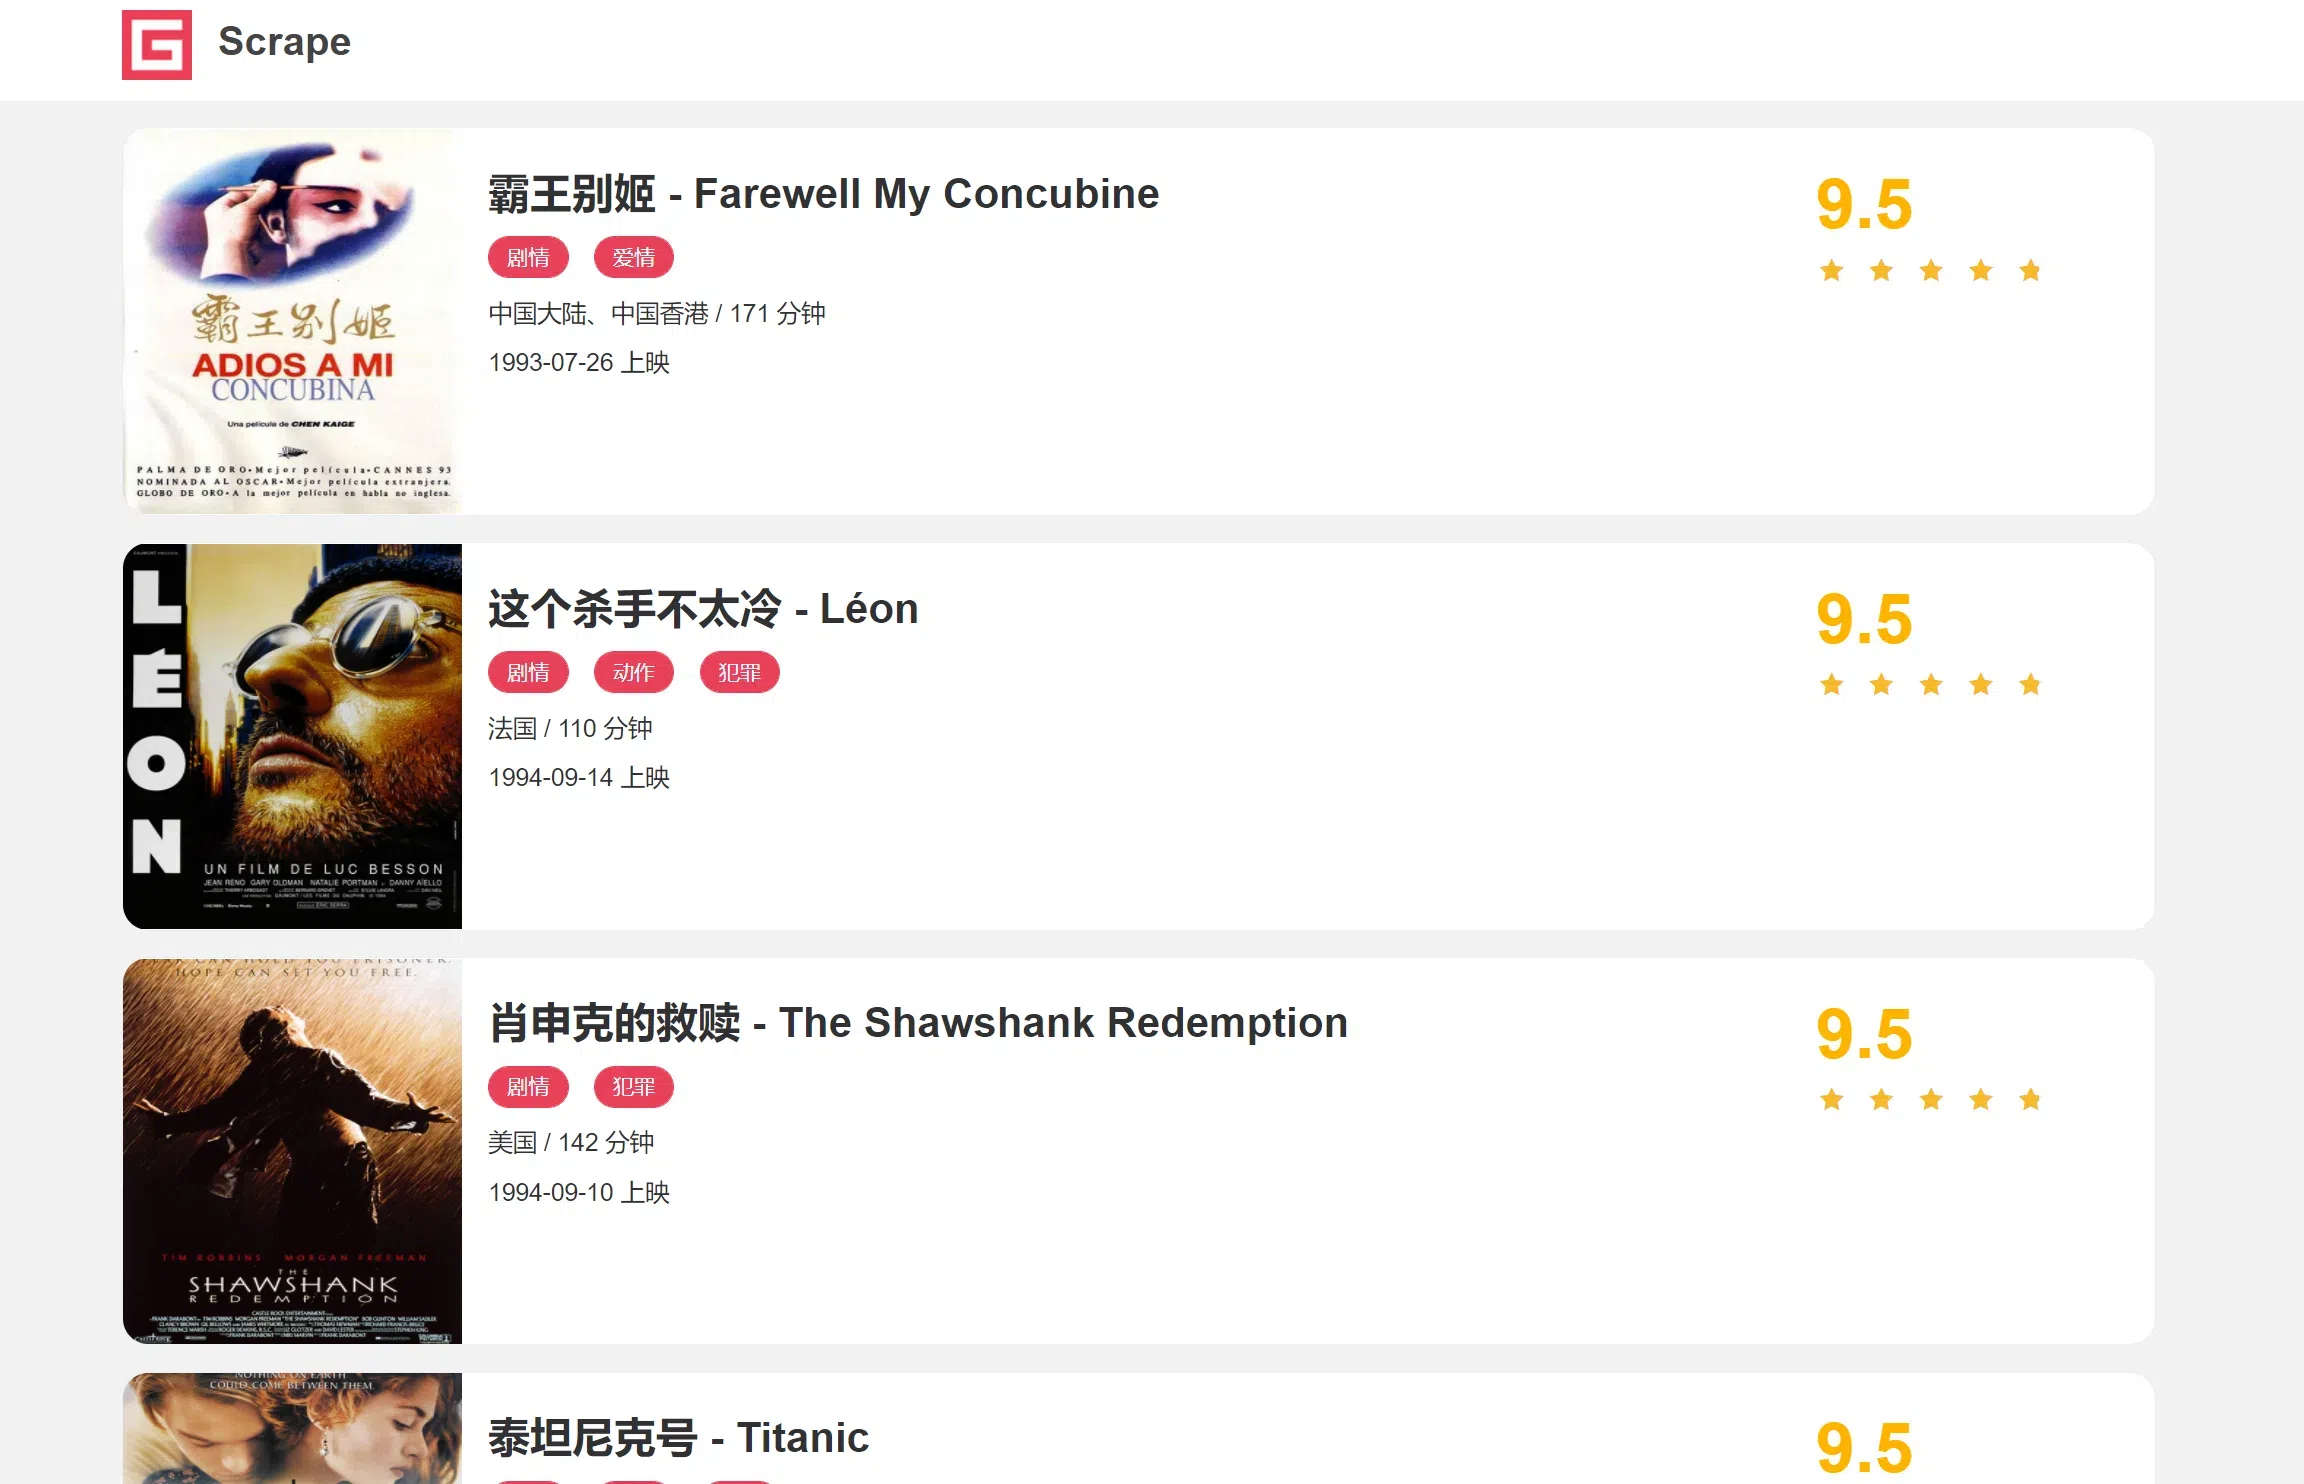 Scrape
霸王别姬 - Farewell My Concubine
9.5
剧情 爱情
中国大陆、中国香港 / 171 分钟
1993-07-26 上映
霸王别姬
ADIOS A MI
CONCUBINA
Una película de CHEN KAIGE
PALMA DE ORO•Mejor película•CANNES 93
NOMINADA AL OSCAR•Mejor película extranjera.
GLOBO DE ORO•A la mejor película en habla no inglesa.
这个杀手不太冷 - Léon
9.5
剧情 动作 犯罪
法国 / 110 分钟
1994-09-14 上映
LÉON
UN FILM DE LUC BESSON
JEAN RENO GARY OLDMAN NATALIE PORTMAN DANNY AIELLO
HOPE CAN SET YOU FREE.
肖申克的救赎 - The Shawshank Redemption
9.5
剧情 犯罪
美国 / 142 分钟
1994-09-10 上映
TIM ROBBINS MORGAN FREEMAN
THE
SHAWSHANK
REDEMPTION
NOTHING ON EARTH
COULD COME BETWEEN THEM.
泰坦尼克号 - Titanic
9.5